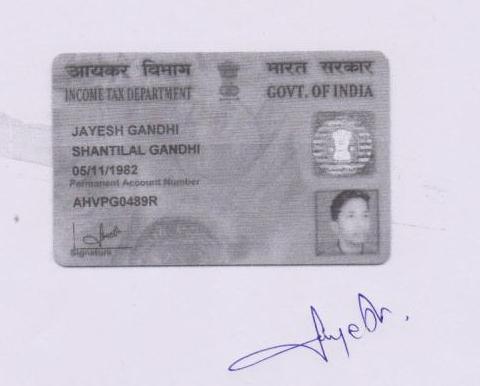 आयकर विभाग
भारत सरकार
INCOME TAX DEPARTMENT
GOVT. OF INDIA
JAYESH GANDHI
SHANTILAL GANDHI
05/11/1982
Permanent Account Number
AHVPG0489R
Signature
Jayesh.